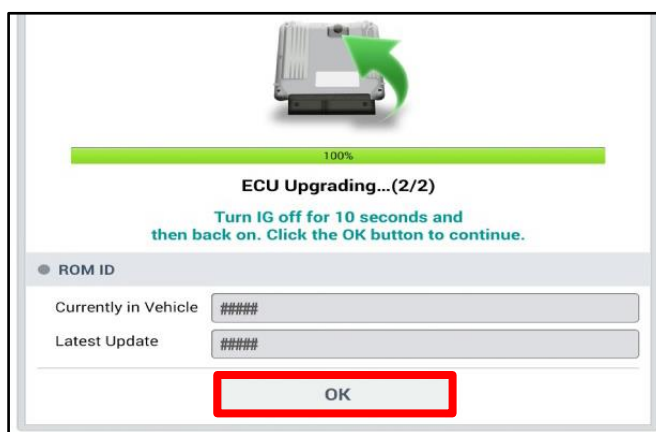 100%
ECU Upgrading...(2/2)
Turn IG off for 10 seconds and
then back on. Click the OK button to continue.
ROM ID
Currently in Vehicle #####
Latest Update #####
OK